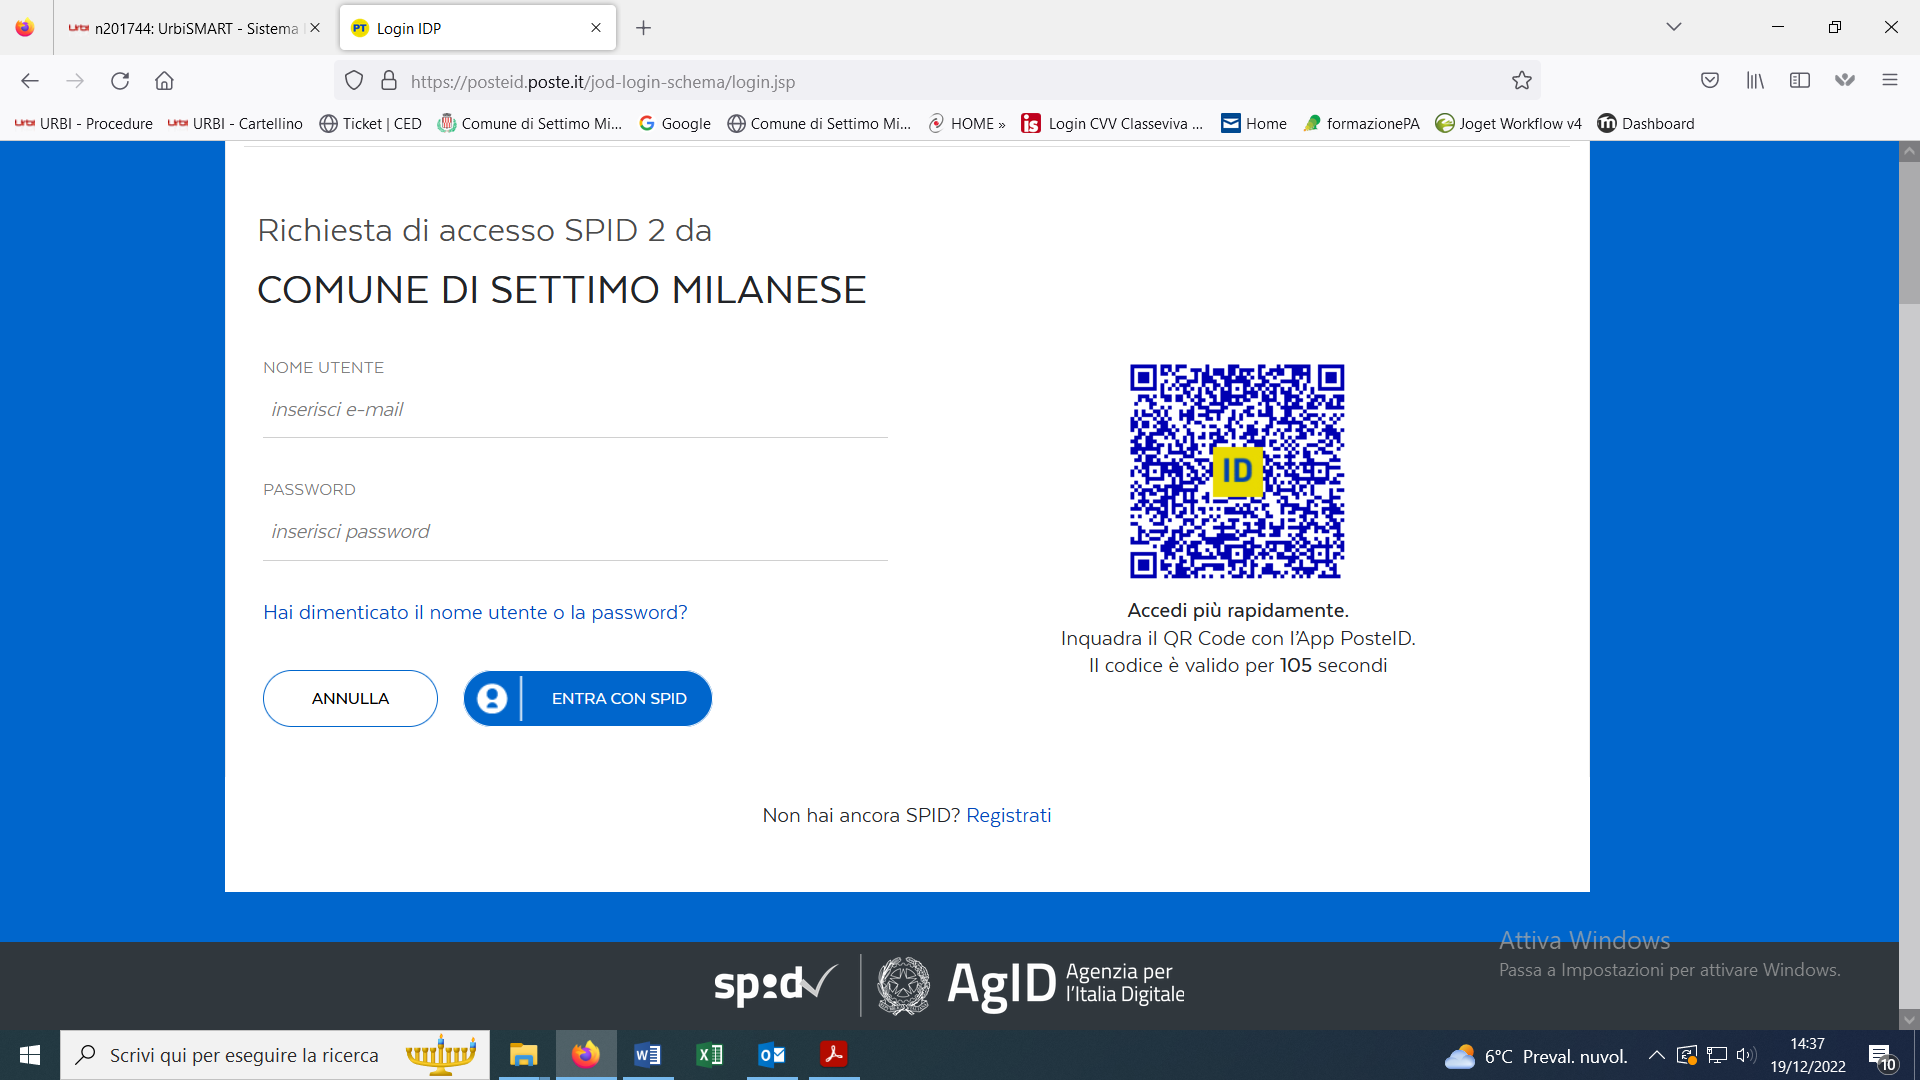 n201744: UrbiSMART - Sistema
PT Login IDP
https://posteid.poste.it/jod-login-schema/login.jsp
URBI - Procedure
URBI - Cartellino
Ticket | CED
Comune di Settimo Mi...
Google
Comune di Settimo Mi...
HOME »
is Login CVV Classeviva ...
Home
formazionePA
Joget Workflow v4
Dashboard
Richiesta di accesso SPID 2 da
COMUNE DI SETTIMO MILANESE
NOME UTENTE
inserisci e-mail
PASSWORD
inserisci password
Hai dimenticato il nome utente o la password?
ANNULLA
ENTRA CON SPID
ID
Accedi più rapidamente.
Inquadra il QR Code con l’App PosteID.
Il codice è valido per 105 secondi
Non hai ancora SPID? Registrati
Attiva Windows
Passa a Impostazioni per attivare Windows.
spid
AgID Agenzia per
l’Italia Digitale
Scrivi qui per eseguire la ricerca
6°C Preval. nuvol.
14:37
19/12/2022
10